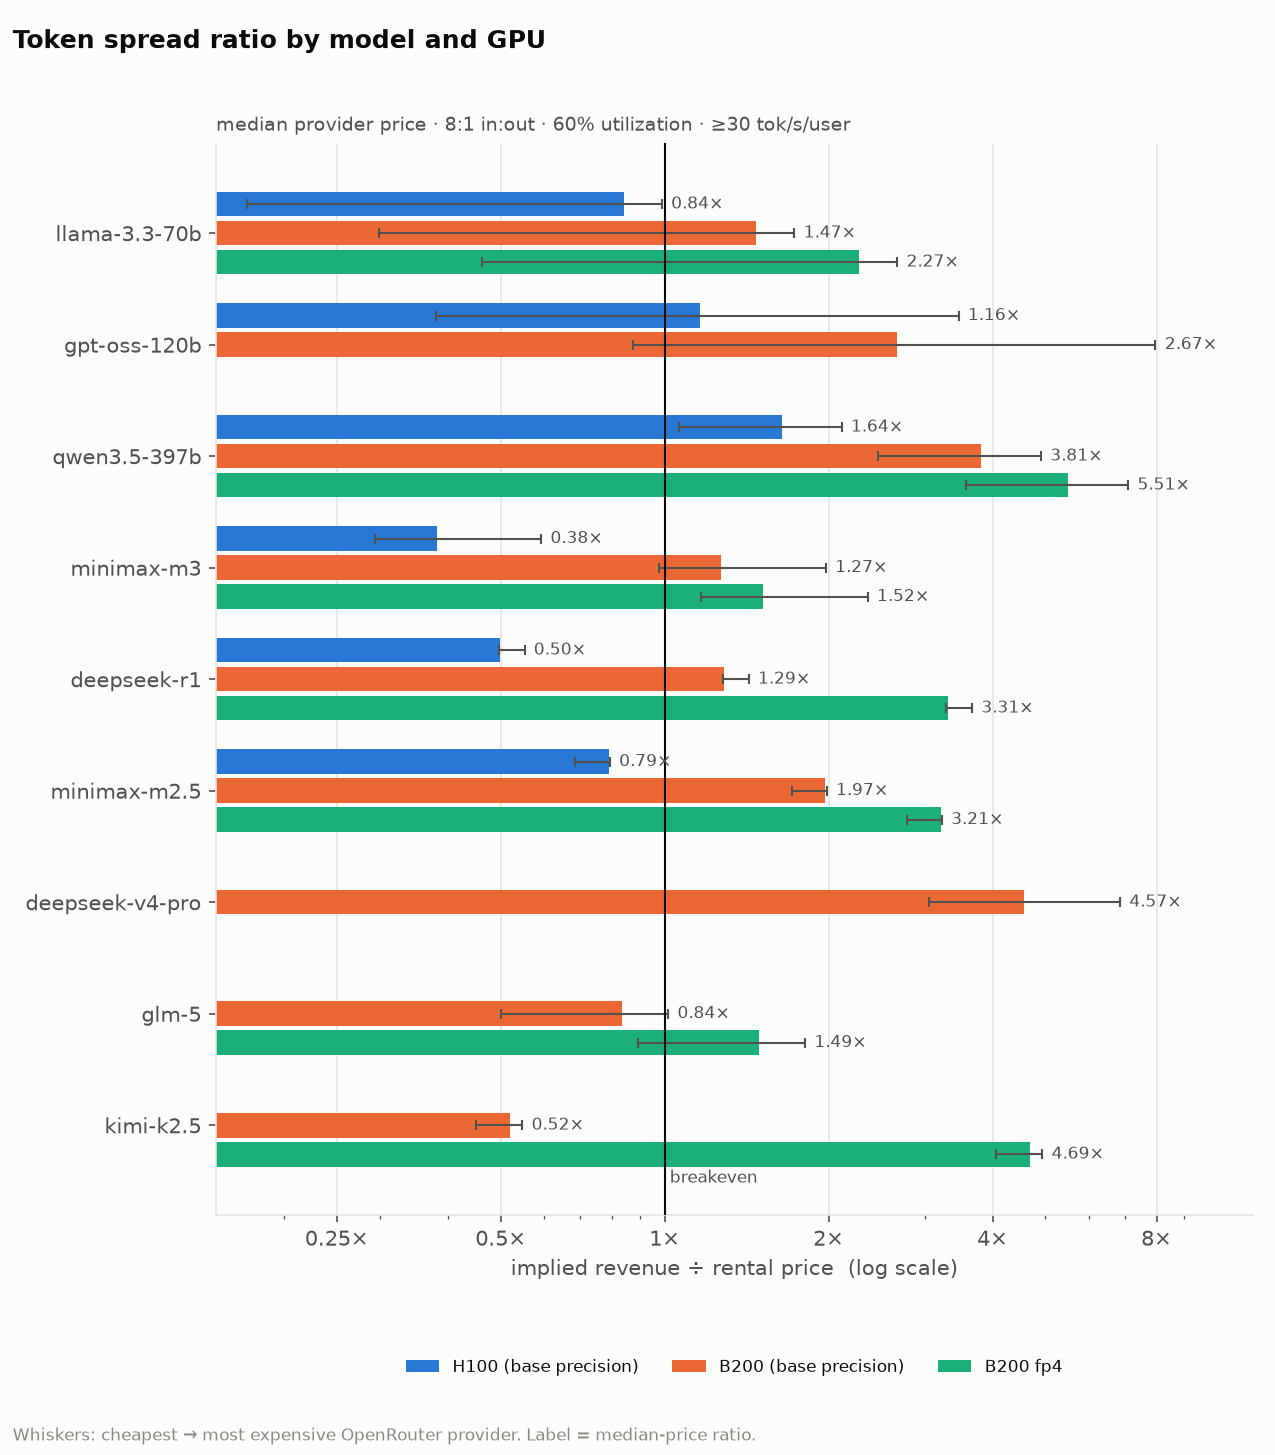 Token spread ratio by model and GPU
median provider price · 8:1 in:out · 60% utilization · ≥30 tok/s/user
0.84×
llama-3.3-70b
1.47×
2.27×
1.16×
gpt-oss-120b
2.67×
1.64×
qwen3.5-397b
3.81×
5.51×
0.38×
minimax-m3
1.27×
1.52×
0.50×
deepseek-r1
1.29×
3.31×
0.79×
minimax-m2.5
1.97×
3.21×
deepseek-v4-pro
4.57×
glm-5
0.84×
1.49×
kimi-k2.5
0.52×
4.69×
breakeven
0.25× 0.5× 1× 2× 4× 8×
implied revenue ÷ rental price (log scale)
H100 (base precision) B200 (base precision) B200 fp4
Whiskers: cheapest → most expensive OpenRouter provider. Label = median-price ratio.